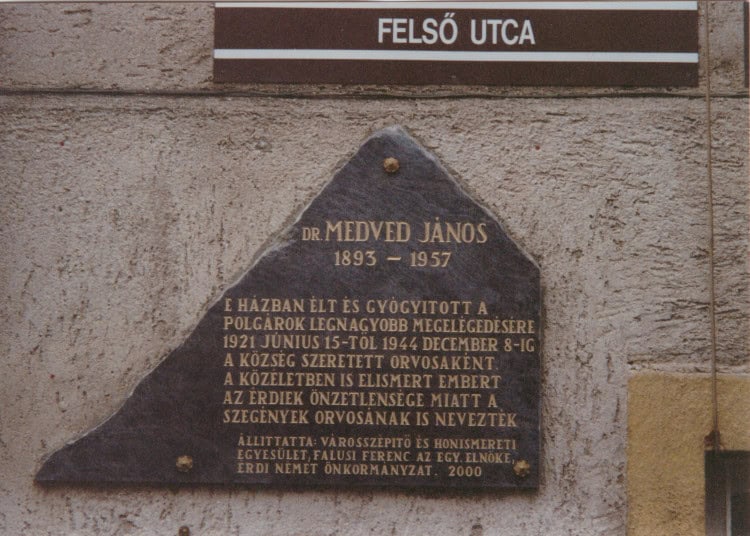 FELSŐ UTCA
DR. MEDVED JÁNOS
1893 – 1957
E HÁZBAN ÉLT ÉS GYÓGYITOTT A
POLGÁROK LEGNAGYOBB MEGELÉGEDÉSÉRE
1921 JÚNIUS 15-TŐL 1944 DECEMBER 8-IG
A KÖZSÉG SZERETETT ORVOSAKÉNT.
A KÖZÉLETBEN IS ELISMERT EMBERT
AZ ÉRDIEK ÖNZETLENSÉGE MIATT A
SZEGÉNYEK ORVOSÁNAK IS NEVEZTÉK
ÁLLITTATTA: VÁROSSZÉPITŐ ÉS HONISMERETI
EGYESÜLET, FALUSI FERENC AZ EGY. ELNÖKE,
ÉRDI NÉMET ÖNKORMÁNYZAT. 2000